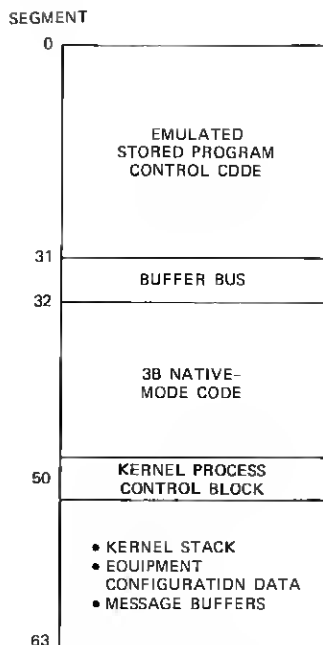 SEGMENT
0
EMULATED
STORED PROGRAM
CONTROL CODE
31
BUFFER BUS
32
3B NATIVE-
MODE CODE
50
KERNEL PROCESS
CONTROL BLOCK
• KERNEL STACK
• EQUIPMENT
CONFIGURATION DATA
• MESSAGE BUFFERS
63